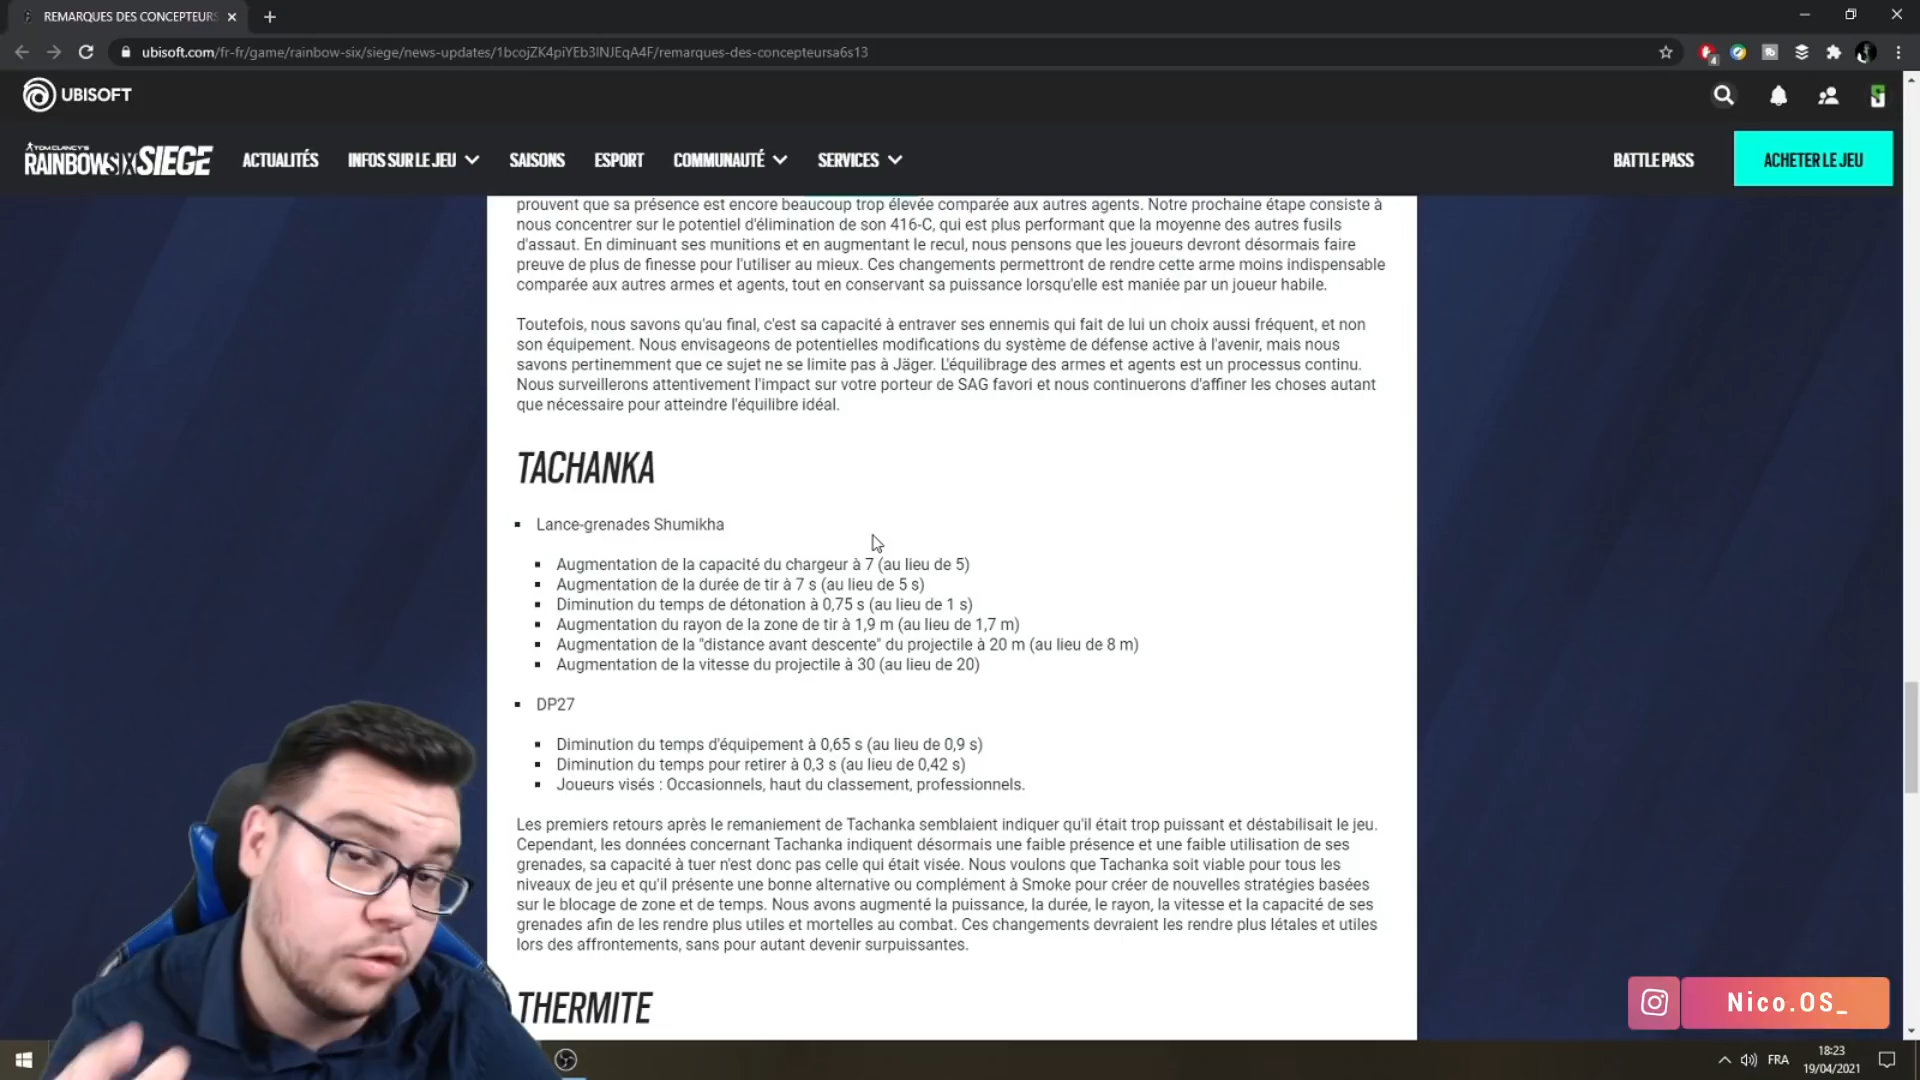 REMARQUES DES CONCEPTEURS
ubisoft.com/fr-fr/game/rainbow-six/siege/news-updates/1bcojZK4piYEb3lNJEqA4F/remarques-des-concepteursa6s13
4
UBISOFT
TOM CLANCY'S
RAINBOWSIX SIEGE
ACTUALITÉS
INFOS SUR LE JEU
SAISONS
ESPORT
COMMUNAUTÉ
SERVICES
BATTLE PASS
ACHETER LE JEU
prouvent que sa présence est encore beaucoup trop élevée comparée aux autres agents. Notre prochaine étape consiste à
nous concentrer sur le potentiel d'élimination de son 416-C, qui est plus performant que la moyenne des autres fusils
d'assaut. En diminuant ses munitions et en augmentant le recul, nous pensons que les joueurs devront désormais faire
preuve de plus de finesse pour l'utiliser au mieux. Ces changements permettront de rendre cette arme moins indispensable
comparée aux autres armes et agents, tout en conservant sa puissance lorsqu'elle est maniée par un joueur habile.
Toutefois, nous savons qu'au final, c'est sa capacité à entraver ses ennemis qui fait de lui un choix aussi fréquent, et non
son équipement. Nous envisageons de potentielles modifications du système de défense active à l'avenir, mais nous
savons pertinemment que ce sujet ne se limite pas à Jäger. L'équilibrage des armes et agents est un processus continu.
Nous surveillerons attentivement l'impact sur votre porteur de SAG favori et nous continuerons d'affiner les choses autant
que nécessaire pour atteindre l'équilibre idéal.
TACHANKA
Lance-grenades Shumikha
Augmentation de la capacité du chargeur à 7 (au lieu de 5)
Augmentation de la durée de tir à 7 s (au lieu de 5 s)
Diminution du temps de détonation à 0,75 s (au lieu de 1 s)
Augmentation du rayon de la zone de tir à 1,9 m (au lieu de 1,7 m)
Augmentation de la "distance avant descente" du projectile à 20 m (au lieu de 8 m)
Augmentation de la vitesse du projectile à 30 (au lieu de 20)
DP27
Diminution du temps d'équipement à 0,65 s (au lieu de 0,9 s)
Diminution du temps pour retirer à 0,3 s (au lieu de 0,42 s)
Joueurs visés : Occasionnels, haut du classement, professionnels.
Les premiers retours après le remaniement de Tachanka semblaient indiquer qu'il était trop puissant et déstabilisait le jeu.
Cependant, les données concernant Tachanka indiquent désormais une faible présence et une faible utilisation de ses
grenades, sa capacité à tuer n'est donc pas celle qui était visée. Nous voulons que Tachanka soit viable pour tous les
niveaux de jeu et qu'il présente une bonne alternative ou complément à Smoke pour créer de nouvelles stratégies basées
sur le blocage de zone et de temps. Nous avons augmenté la puissance, la durée, le rayon, la vitesse et la capacité de ses
grenades afin de les rendre plus utiles et mortelles au combat. Ces changements devraient les rendre plus létales et utiles
lors des affrontements, sans pour autant devenir surpuissantes.
THERMITE
Nico.OS_
FRA
18:23
19/04/2021